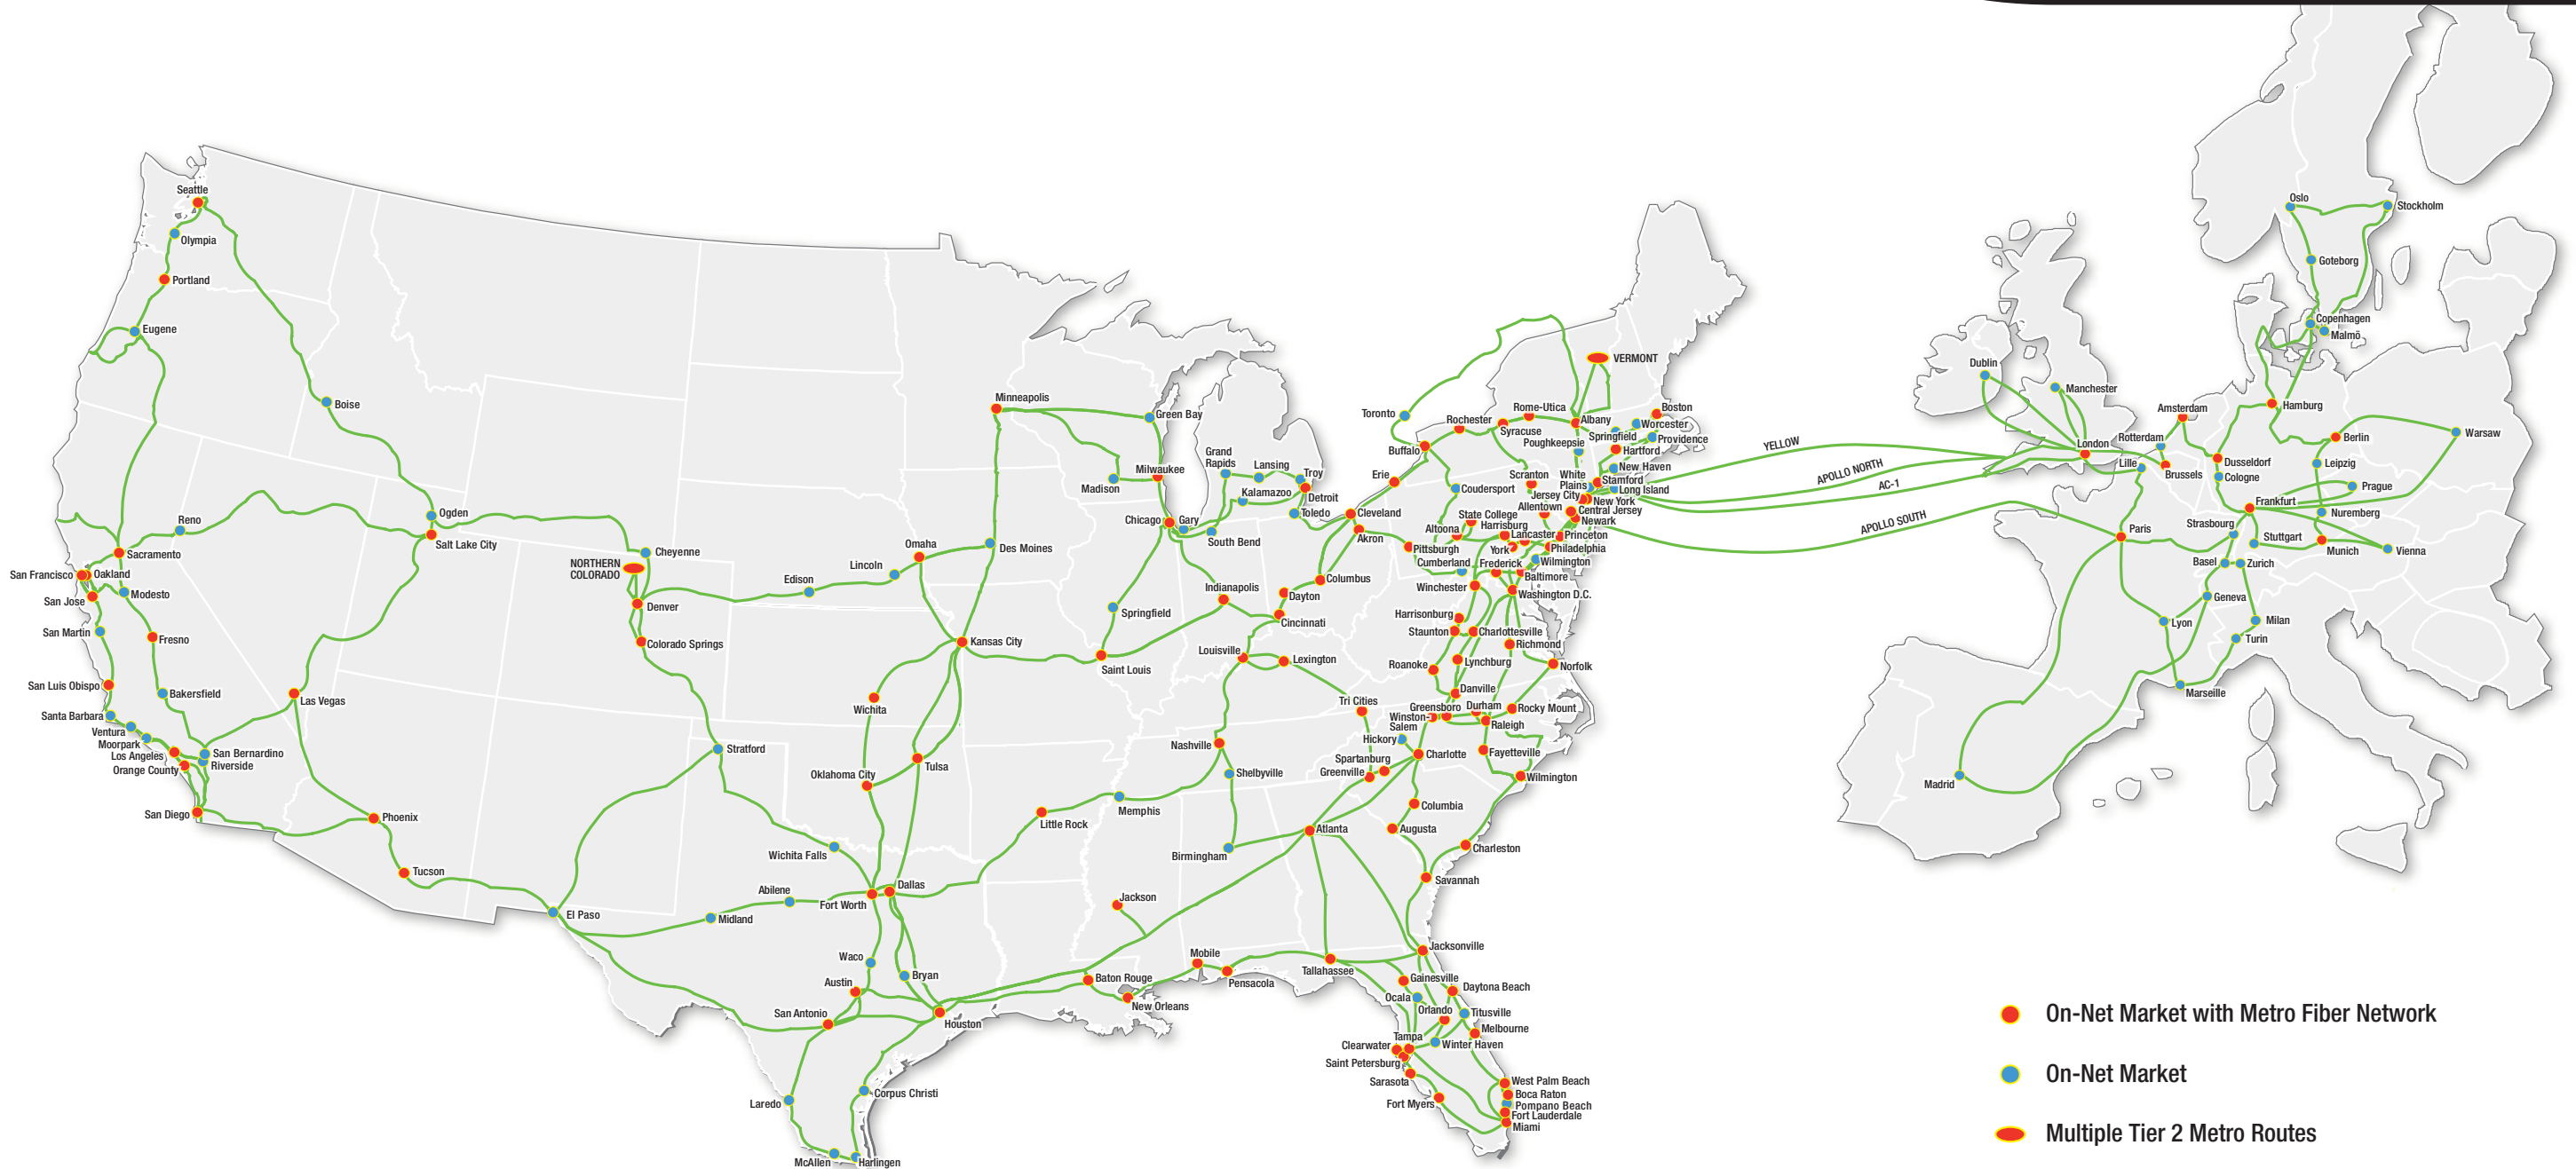 Seattle
Olympia
Portland
Eugene
Boise
Reno
Ogden
Salt Lake City
Sacramento
San Francisco
Oakland
San Jose
Modesto
San Martin
Fresno
San Luis Obispo
Bakersfield
Santa Barbara
Ventura
Moorpark
Los Angeles
Orange County
San Bernardino
Riverside
San Diego
Las Vegas
Phoenix
Tucson
Cheyenne
NORTHERN
COLORADO
Denver
Colorado Springs
Edison
Lincoln
Omaha
Des Moines
Minneapolis
Kansas City
Wichita
Stratford
Oklahoma City
Tulsa
Wichita Falls
Abilene
Midland
El Paso
Fort Worth
Dallas
Waco
Austin
Bryan
San Antonio
Houston
Corpus Christi
Laredo
McAllen
Harlingen
Green Bay
Madison
Milwaukee
Chicago
Gary
South Bend
Grand
Rapids
Lansing
Kalamazoo
Troy
Detroit
Toledo
Springfield
Saint Louis
Indianapolis
Dayton
Cincinnati
Columbus
Cleveland
Akron
Louisville
Lexington
Nashville
Shelbyville
Memphis
Little Rock
Birmingham
Jackson
Baton Rouge
New Orleans
Mobile
Pensacola
Tallahassee
Atlanta
Tri Cities
Toronto
Buffalo
Erie
Rochester
Syracuse
Rome-Utica
Albany
VERMONT
Boston
Worcester
Springfield
Providence
Poughkeepsie
Hartford
New Haven
White
Plains
Stamford
Long Island
Scranton
Jersey City
New York
Central Jersey
Newark
Allentown
Coudersport
State College
Altoona
Harrisburg
Lancaster
Princeton
Pittsburgh
York
Philadelphia
Cumberland
Frederick
Wilmington
Baltimore
Winchester
Washington D.C.
Harrisonburg
Staunton
Charlottesville
Richmond
Roanoke
Lynchburg
Norfolk
Danville
Greensboro
Durham
Rocky Mount
Winston-
Salem
Raleigh
Hickory
Charlotte
Fayetteville
Spartanburg
Greenville
Wilmington
Columbia
Augusta
Charleston
Savannah
Jacksonville
Gainesville
Daytona Beach
Ocala
Orlando
Titusville
Melbourne
Tampa
Clearwater
Winter Haven
Saint Petersburg
Sarasota
Fort Myers
West Palm Beach
Boca Raton
Pompano Beach
Fort Lauderdale
Miami
YELLOW
APOLLO NORTH
AC-1
APOLLO SOUTH
Oslo
Stockholm
Goteborg
Copenhagen
Malmö
Dublin
Manchester
London
Amsterdam
Rotterdam
Lille
Brussels
Hamburg
Berlin
Warsaw
Dusseldorf
Cologne
Leipzig
Prague
Frankfurt
Nuremberg
Strasbourg
Stuttgart
Munich
Vienna
Paris
Basel
Zurich
Geneva
Lyon
Milan
Turin
Marseille
Madrid
On-Net Market with Metro Fiber Network
On-Net Market
Multiple Tier 2 Metro Routes